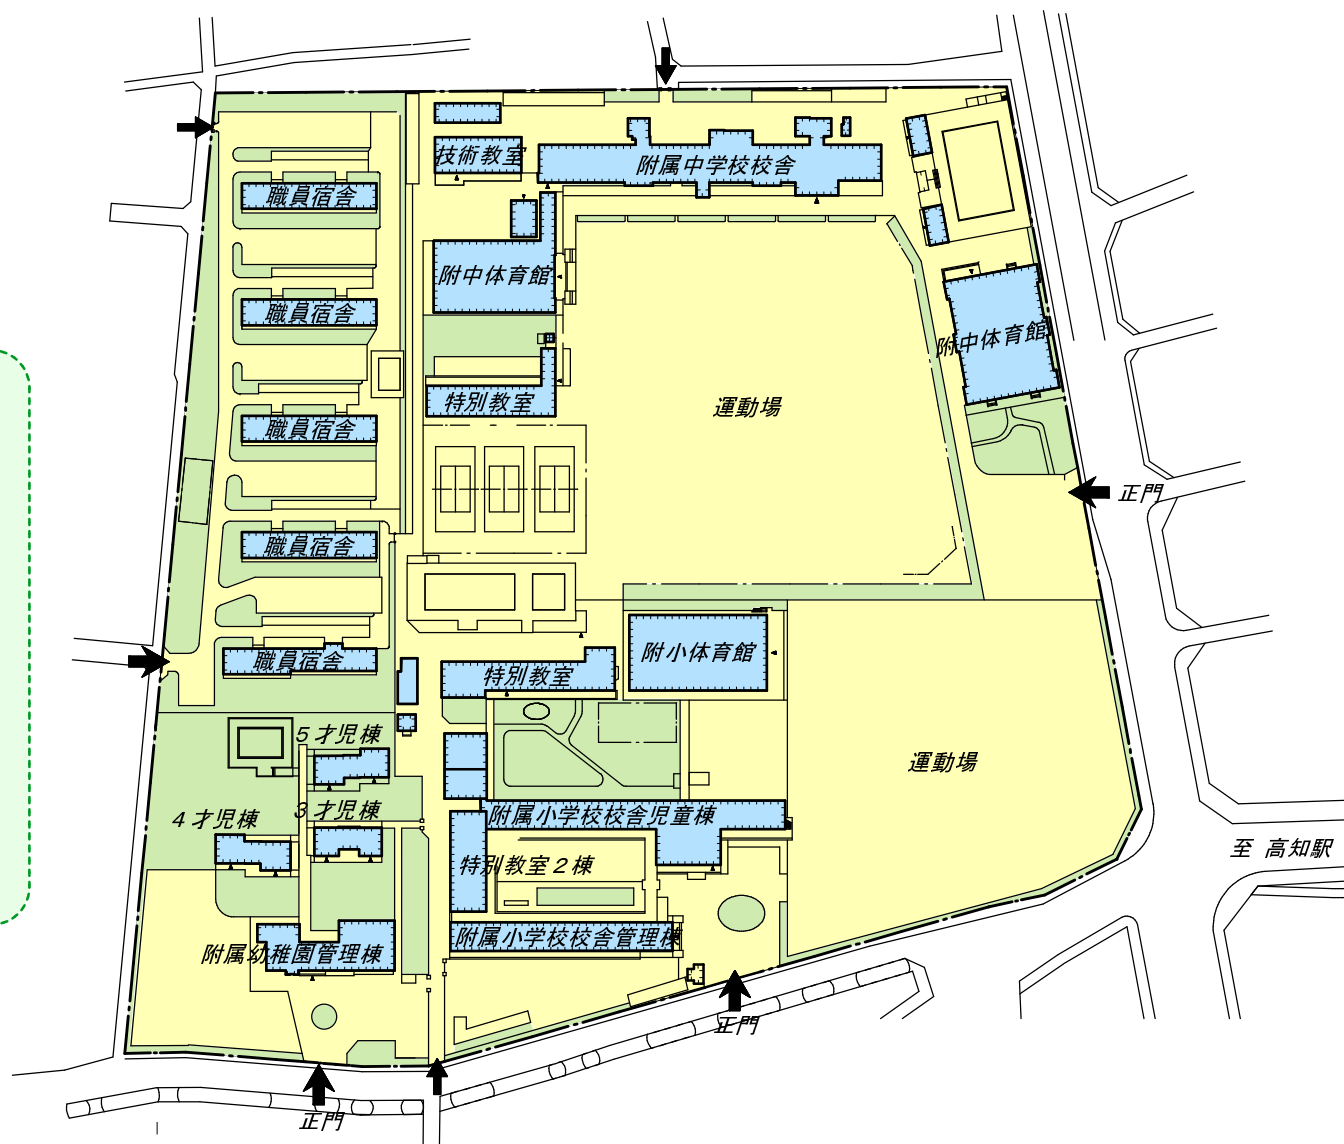 技術教室
附属中学校校舎
職員宿舎
附中体育館
職員宿舎
附中体育館
特別教室
運動場
職員宿舎
正門
職員宿舎
職員宿舎
附小体育館
特別教室
5才児棟
運動場
3才児棟
4才児棟
附属小学校校舎児童棟
至 高知駅
特別教室2棟
附属小学校校舎管理棟
附属幼稚園管理棟
正門
正門